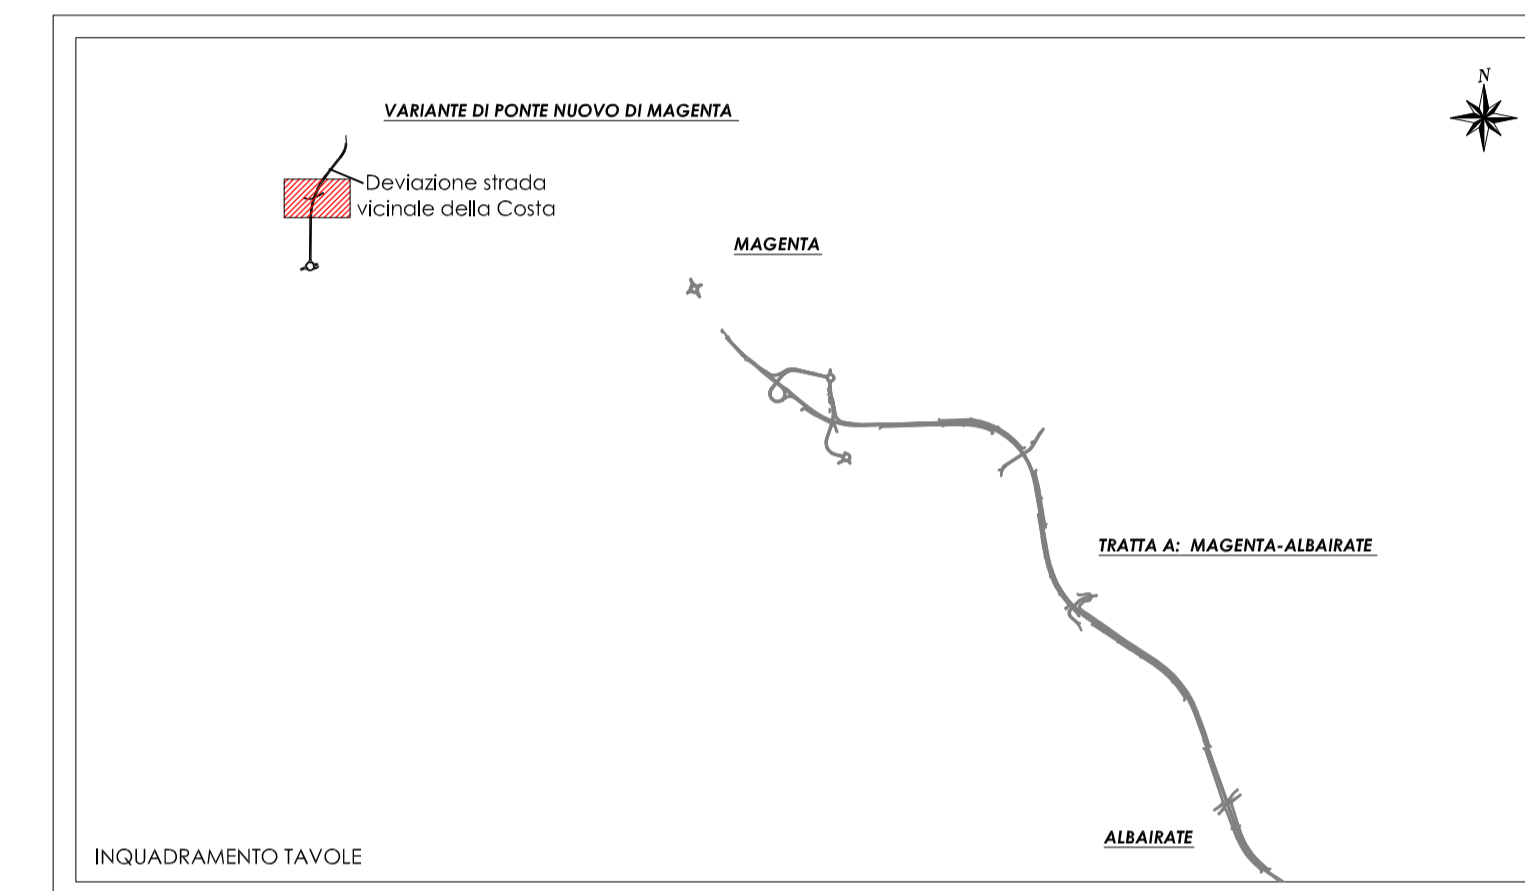 N
VARIANTE DI PONTE NUOVO DI MAGENTA
Deviazione strada
vicinale della Costa
MAGENTA
TRATTA A: MAGENTA-ALBAIRATE
ALBAIRATE
INQUADRAMENTO TAVOLE